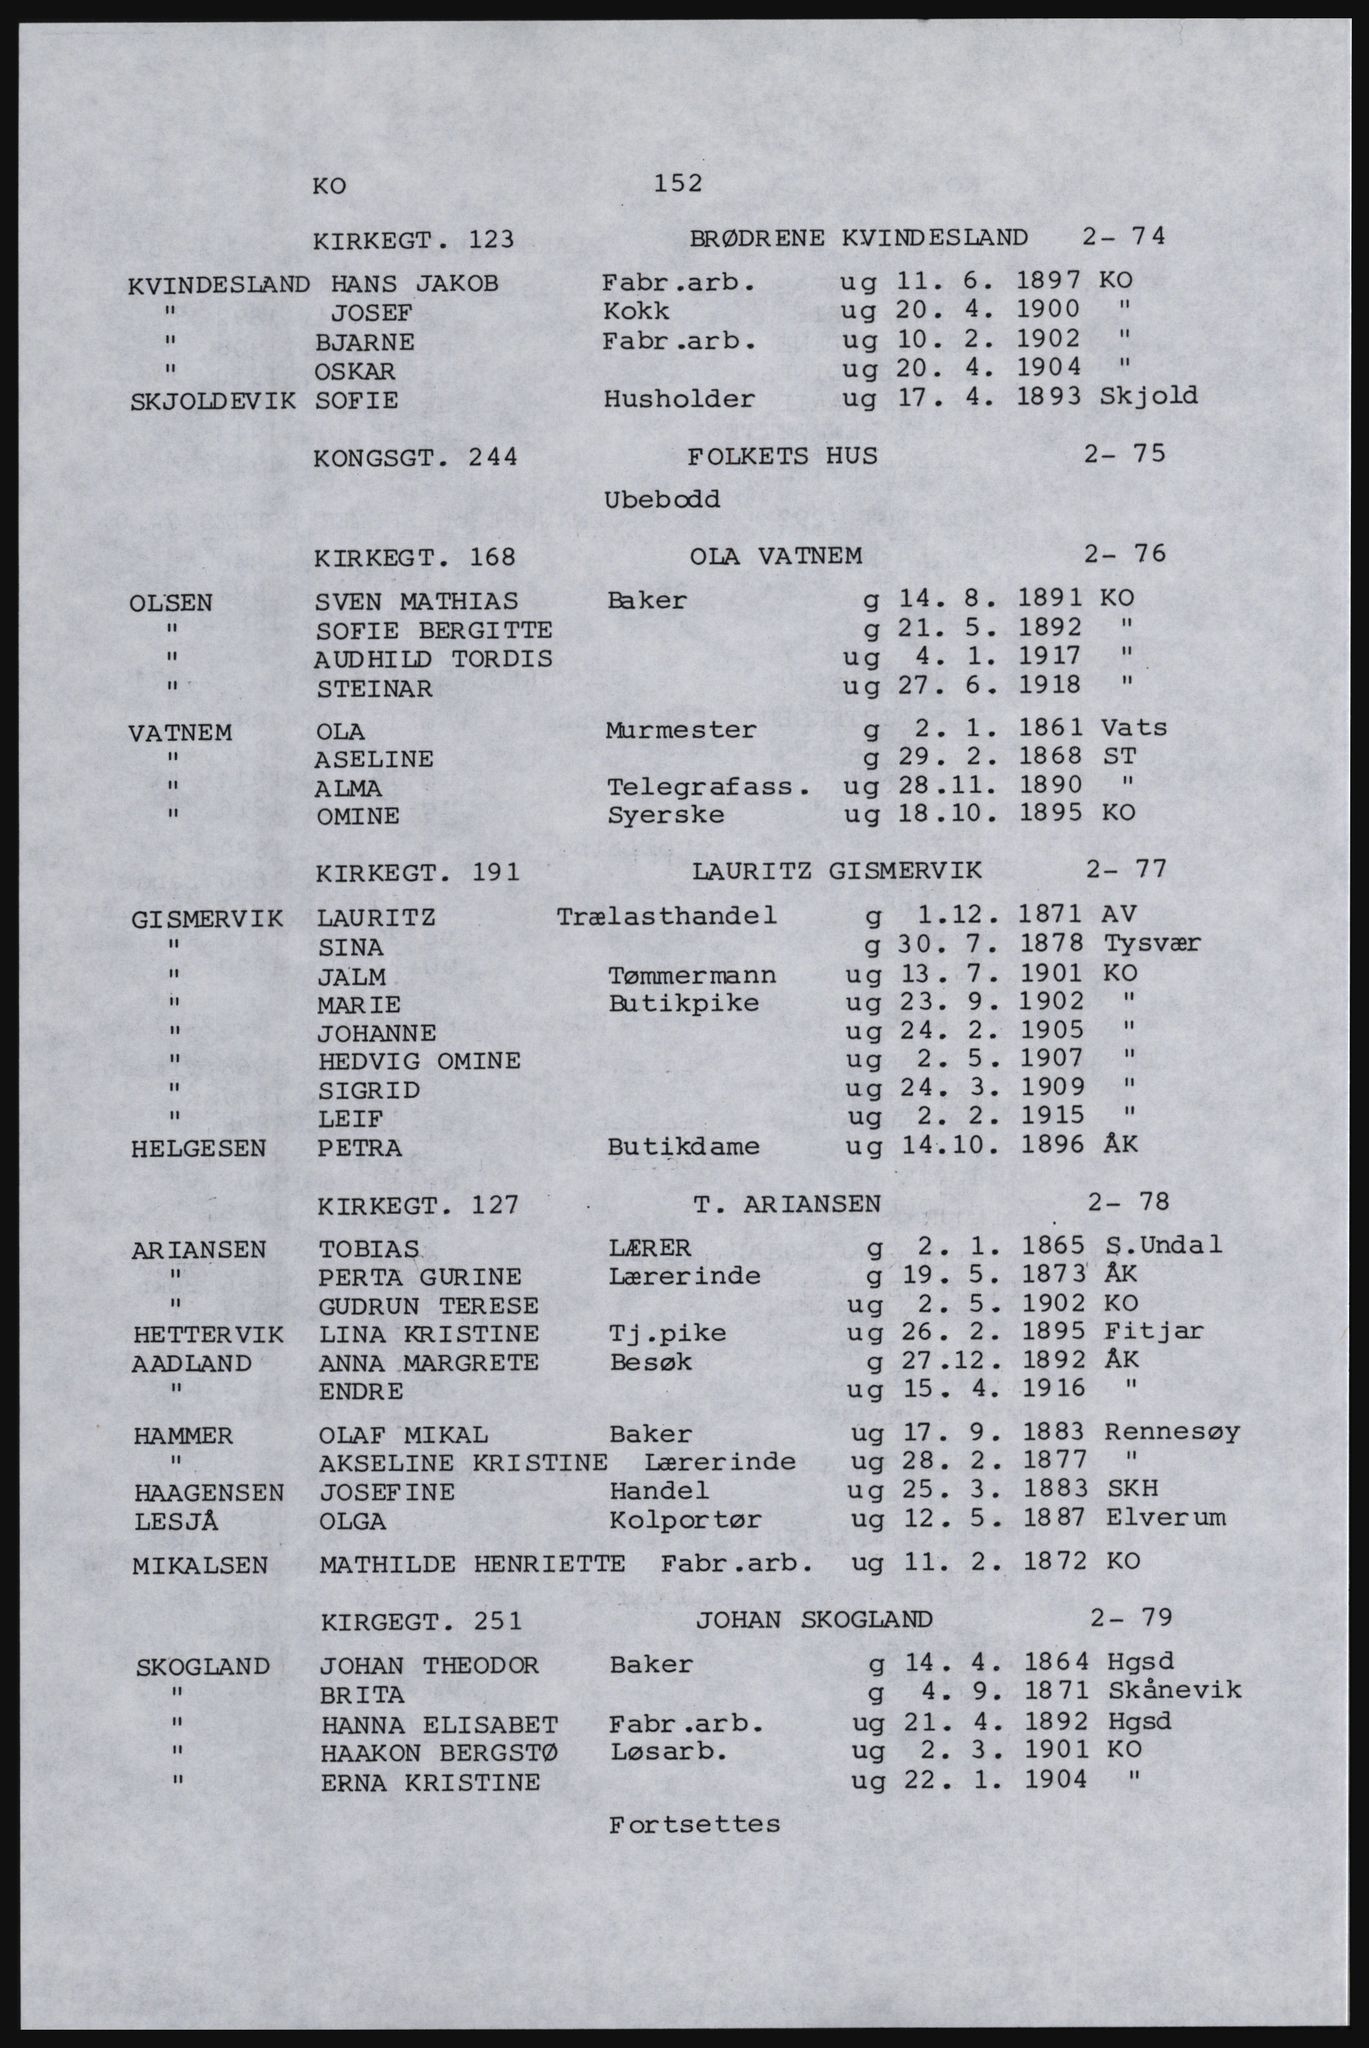 KO 152
KIRKEGT. 123 BRØDRENE KVINDESLAND 2- 74
KVINDESLAND HANS JAKOB Fabr.arb. ug 11. 6. 1897 KO
" JOSEF Kokk ug 20. 4. 1900 "
" BJARNE Fabr.arb. ug 10. 2. 1902 "
" OSKAR ug 20. 4. 1904 "
SKJOLDEVIK SOFIE Husholder ug 17. 4. 1893 Skjold
KONGSGT. 244 FOLKETS HUS 2- 75
Ubebodd
KIRKEGT. 168 OLA VATNEM 2- 76
OLSEN SVEN MATHIAS Baker g 14. 8. 1891 KO
" SOFIE BERGITTE g 21. 5. 1892 "
" AUDHILD TORDIS ug 4. 1. 1917 "
" STEINAR ug 27. 6. 1918 "
VATNEM OLA Murmester g 2. 1. 1861 Vats
" ASELINE g 29. 2. 1868 ST
" ALMA Telegrafass. ug 28.11. 1890 "
" OMINE Syerske ug 18.10. 1895 KO
KIRKEGT. 191 LAURITZ GISMERVIK 2- 77
GISMERVIK LAURITZ Trælasthandel g 1.12. 1871 AV
" SINA g 30. 7. 1878 Tysvær
" JALM Tømmermann ug 13. 7. 1901 KO
" MARIE Butikpike ug 23. 9. 1902 "
" JOHANNE ug 24. 2. 1905 "
" HEDVIG OMINE ug 2. 5. 1907 "
" SIGRID ug 24. 3. 1909 "
" LEIF ug 2. 2. 1915 "
HELGESEN PETRA Butikdame ug 14.10. 1896 ÅK
KIRKEGT. 127 T. ARIANSEN 2- 78
ARIANSEN TOBIAS LÆRER g 2. 1. 1865 S.Undal
" PERTA GURINE Lærerinde g 19. 5. 1873 ÅK
" GUDRUN TERESE ug 2. 5. 1902 KO
HETTERVIK LINA KRISTINE Tj.pike ug 26. 2. 1895 Fitjar
AADLAND ANNA MARGRETE Besøk g 27.12. 1892 ÅK
" ENDRE ug 15. 4. 1916 "
HAMMER OLAF MIKAL Baker ug 17. 9. 1883 Rennesøy
" AKSELINE KRISTINE Lærerinde ug 28. 2. 1877 "
HAAGENSEN JOSEFINE Handel ug 25. 3. 1883 SKH
LESJÅ OLGA Kolportør ug 12. 5. 1887 Elverum
MIKALSEN MATHILDE HENRIETTE Fabr.arb. ug 11. 2. 1872 KO
KIRGEGT. 251 JOHAN SKOGLAND 2- 79
SKOGLAND JOHAN THEODOR Baker g 14. 4. 1864 Hgsd
" BRITA g 4. 9. 1871 Skånevik
" HANNA ELISABET Fabr.arb. ug 21. 4. 1892 Hgsd
" HAAKON BERGSTØ Løsarb. ug 2. 3. 1901 KO
" ERNA KRISTINE ug 22. 1. 1904 "
Fortsettes